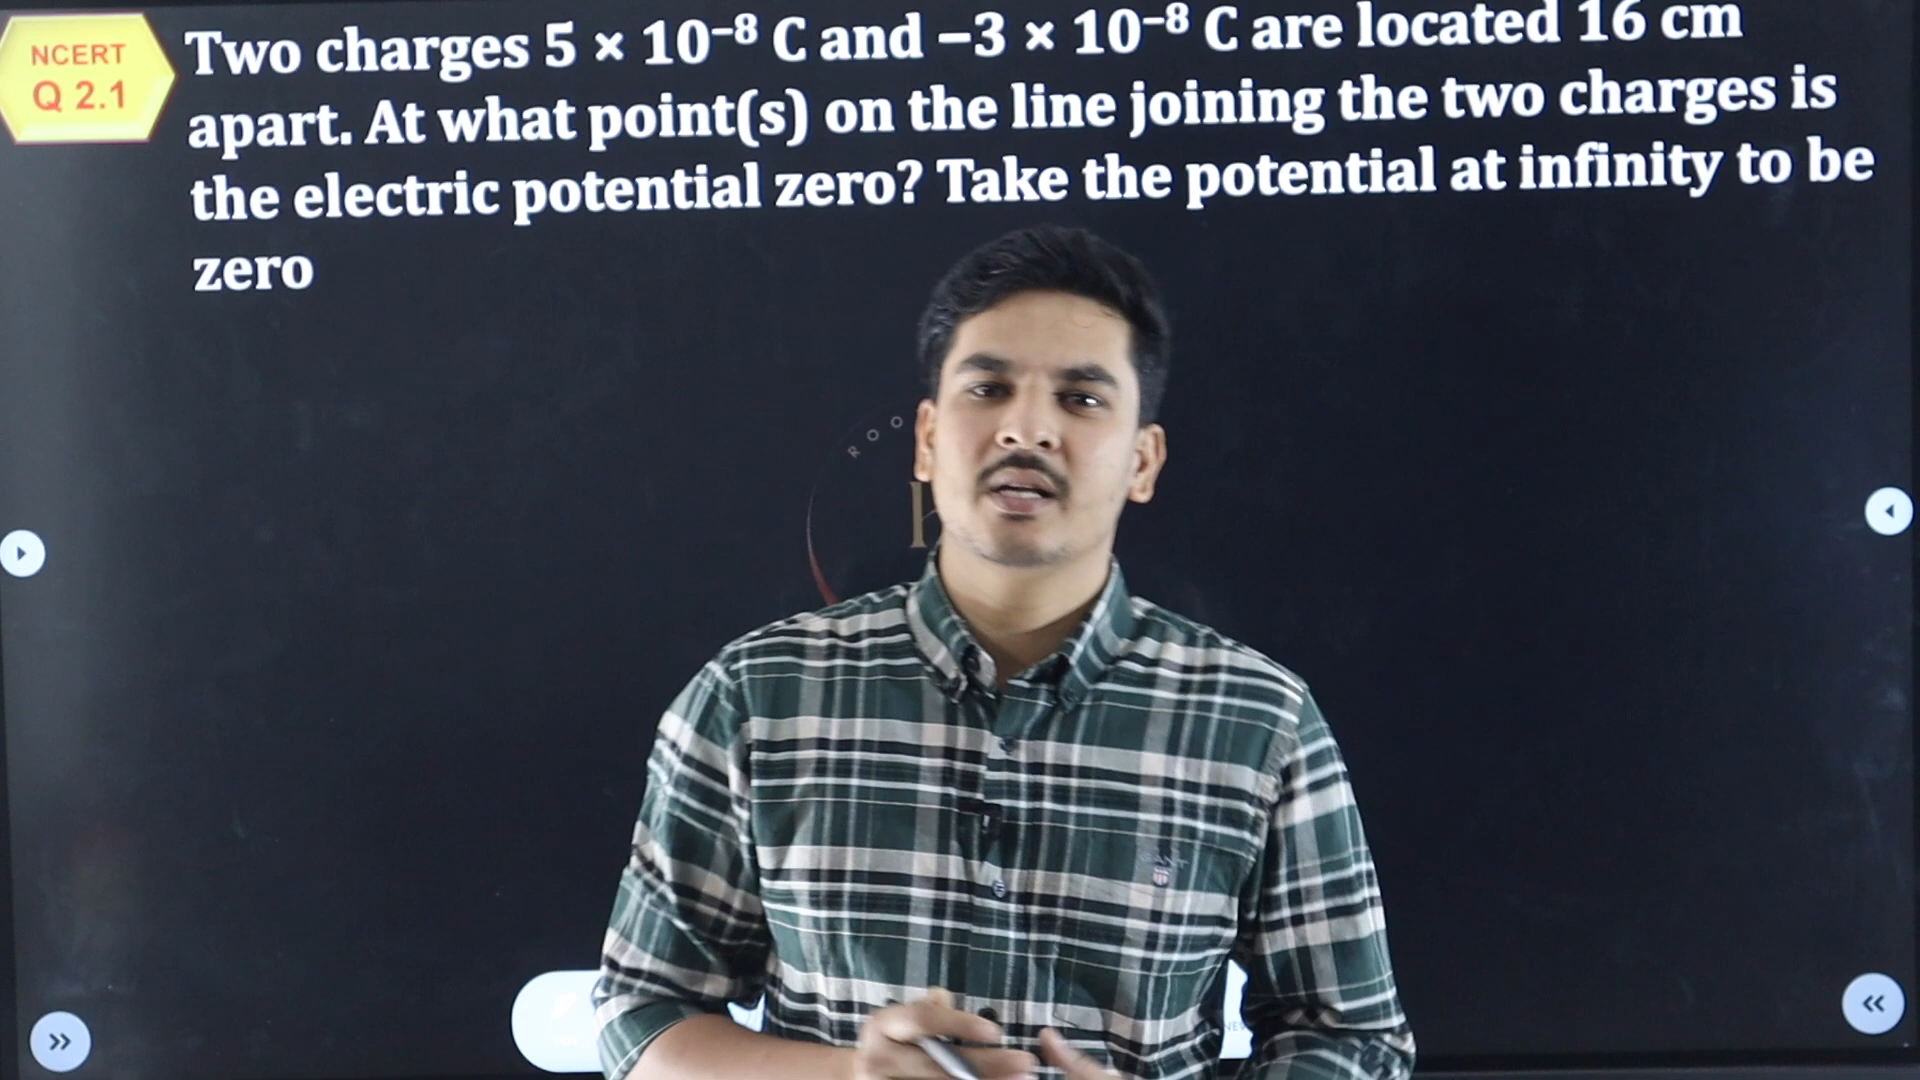 NCERT
Q 2.1
Two charges 5 × 10⁻⁸ C and −3 × 10⁻⁸ C are located 16 cm
apart. At what point(s) on the line joining the two charges is
the electric potential zero? Take the potential at infinity to be
zero
ROO
GANT